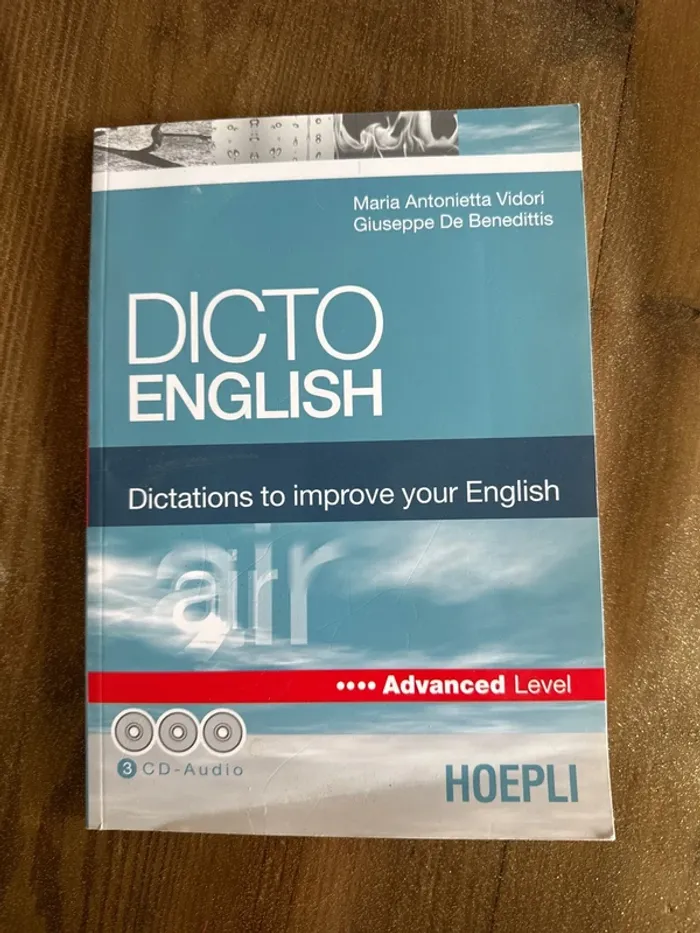 Maria Antonietta Vidori
Giuseppe De Benedittis
DICTO
ENGLISH
Dictations to improve your English
air
•••• Advanced Level
3 CD-Audio
HOEPLI